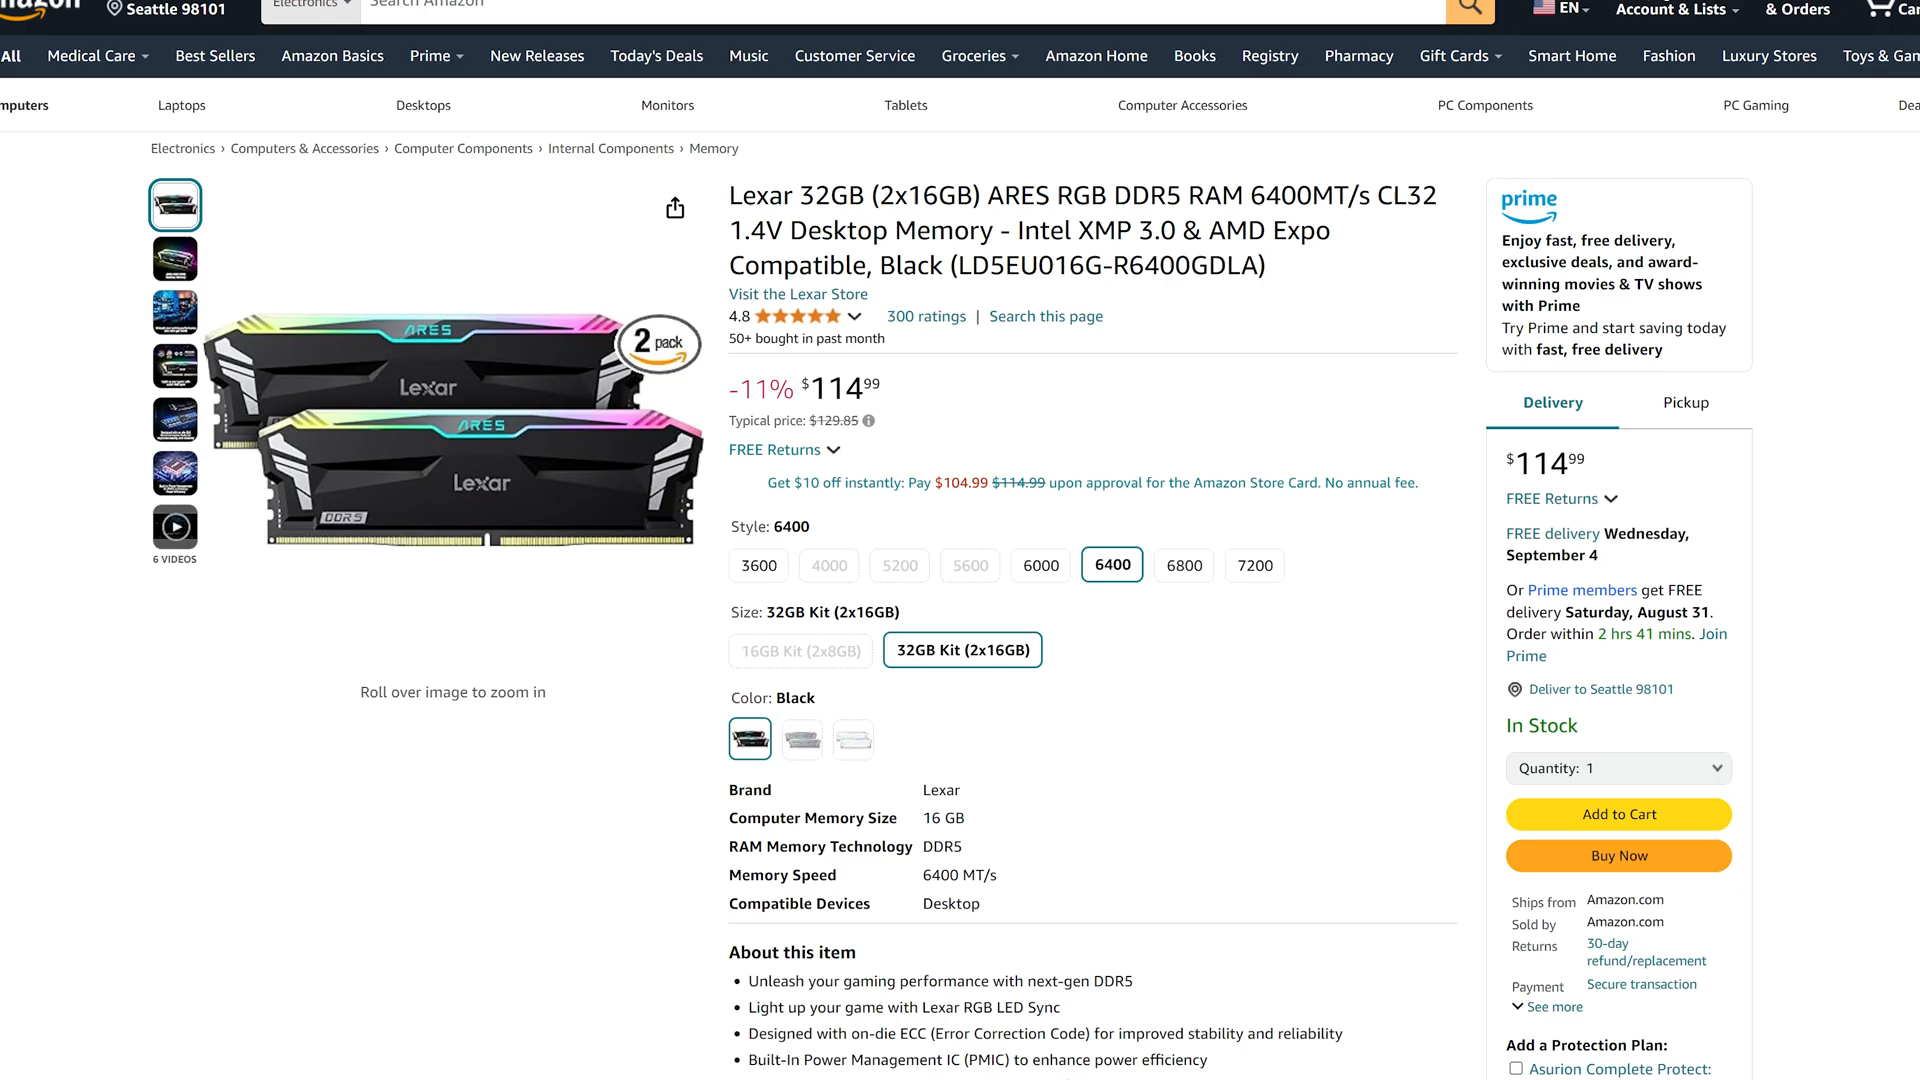 Seattle 98101
Electronics
Search Amazon
EN
Account & Lists
& Orders
All
Medical Care
Best Sellers
Amazon Basics
Prime
New Releases
Today's Deals
Music
Customer Service
Groceries
Amazon Home
Books
Registry
Pharmacy
Gift Cards
Smart Home
Fashion
Luxury Stores
Toys & Gam
mputers
Laptops
Desktops
Monitors
Tablets
Computer Accessories
PC Components
PC Gaming
Dea
Electronics › Computers & Accessories › Computer Components › Internal Components › Memory
ARES
Lexar
2 pack
ARES
Lexar
DDR5
6 VIDEOS
Roll over image to zoom in
Lexar 32GB (2x16GB) ARES RGB DDR5 RAM 6400MT/s CL32
1.4V Desktop Memory - Intel XMP 3.0 & AMD Expo
Compatible, Black (LD5EU016G-R6400GDLA)
Visit the Lexar Store
4.8
300 ratings | Search this page
50+ bought in past month
-11% $11499
Typical price: $129.85
FREE Returns
Get $10 off instantly: Pay $104.99 $114.99 upon approval for the Amazon Store Card. No annual fee.
Style: 6400
3600
4000
5200
5600
6000
6400
6800
7200
Size: 32GB Kit (2x16GB)
16GB Kit (2x8GB)
32GB Kit (2x16GB)
Color: Black
Brand Lexar
Computer Memory Size 16 GB
RAM Memory Technology DDR5
Memory Speed 6400 MT/s
Compatible Devices Desktop
About this item
• Unleash your gaming performance with next-gen DDR5
• Light up your game with Lexar RGB LED Sync
• Designed with on-die ECC (Error Correction Code) for improved stability and reliability
• Built-In Power Management IC (PMIC) to enhance power efficiency
prime
Enjoy fast, free delivery,
exclusive deals, and award-
winning movies & TV shows
with Prime
Try Prime and start saving today
with fast, free delivery
Delivery
Pickup
$11499
FREE Returns
FREE delivery Wednesday,
September 4
Or Prime members get FREE
delivery Saturday, August 31.
Order within 2 hrs 41 mins. Join
Prime
Deliver to Seattle 98101
In Stock
Quantity: 1
Add to Cart
Buy Now
Ships from Amazon.com
Sold by Amazon.com
Returns 30-day
refund/replacement
Payment Secure transaction
See more
Add a Protection Plan:
Asurion Complete Protect: